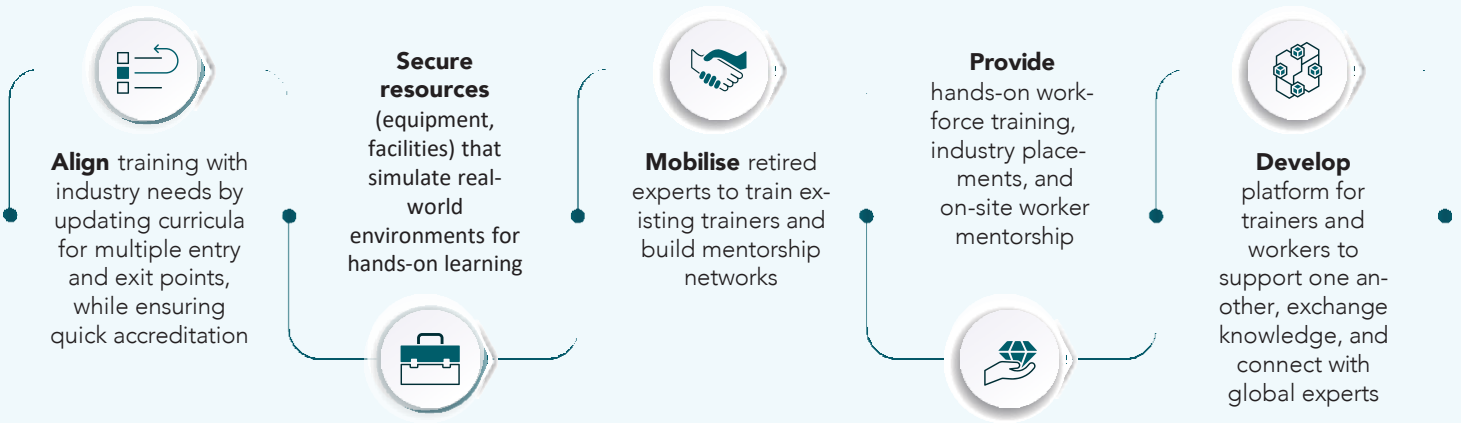 Align training with
industry needs by
updating curricula
for multiple entry
and exit points,
while ensuring
quick accreditation
Secure
resources
(equipment,
facilities) that
simulate real-
world
environments for
hands-on learning
Mobilise retired
experts to train ex-
isting trainers and
build mentorship
networks
Provide
hands-on work-
force training,
industry place-
ments, and
on-site worker
mentorship
Develop
platform for
trainers and
workers to
support one an-
other, exchange
knowledge, and
connect with
global experts